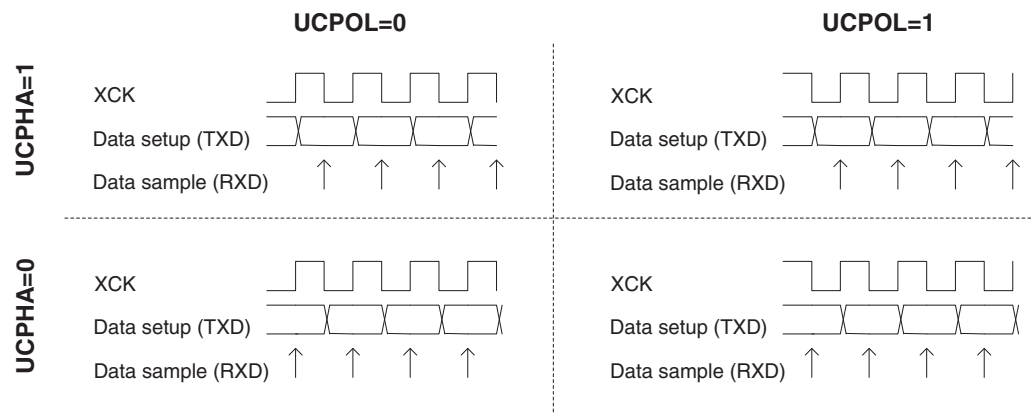 UCPOL=0
UCPOL=1
UCPHA=1
XCK
Data setup (TXD)
Data sample (RXD)
XCK
Data setup (TXD)
Data sample (RXD)
UCPHA=0
XCK
Data setup (TXD)
Data sample (RXD)
XCK
Data setup (TXD)
Data sample (RXD)